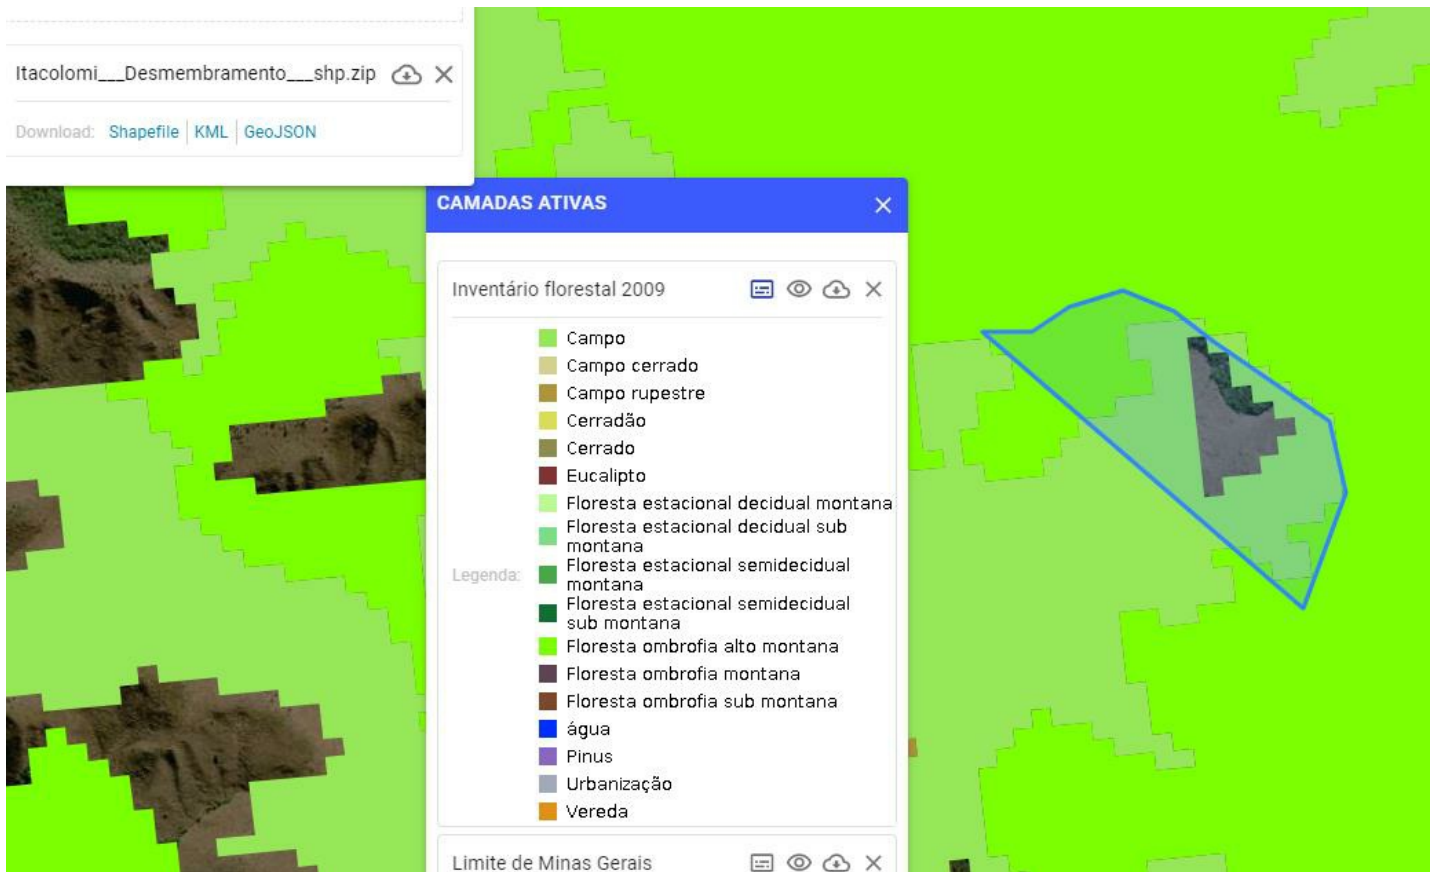 Itacolomi___Desmembramento___shp.zip
Download: Shapefile KML GeoJSON
CAMADAS ATIVAS
Inventário florestal 2009
Legenda:
Campo
Campo cerrado
Campo rupestre
Cerradão
Cerrado
Eucalipto
Floresta estacional decidual montana
Floresta estacional decidual sub
montana
Floresta estacional semidecidual
montana
Floresta estacional semidecidual
sub montana
Floresta ombrofia alto montana
Floresta ombrofia montana
Floresta ombrofia sub montana
água
Pinus
Urbanização
Vereda
Limite de Minas Gerais